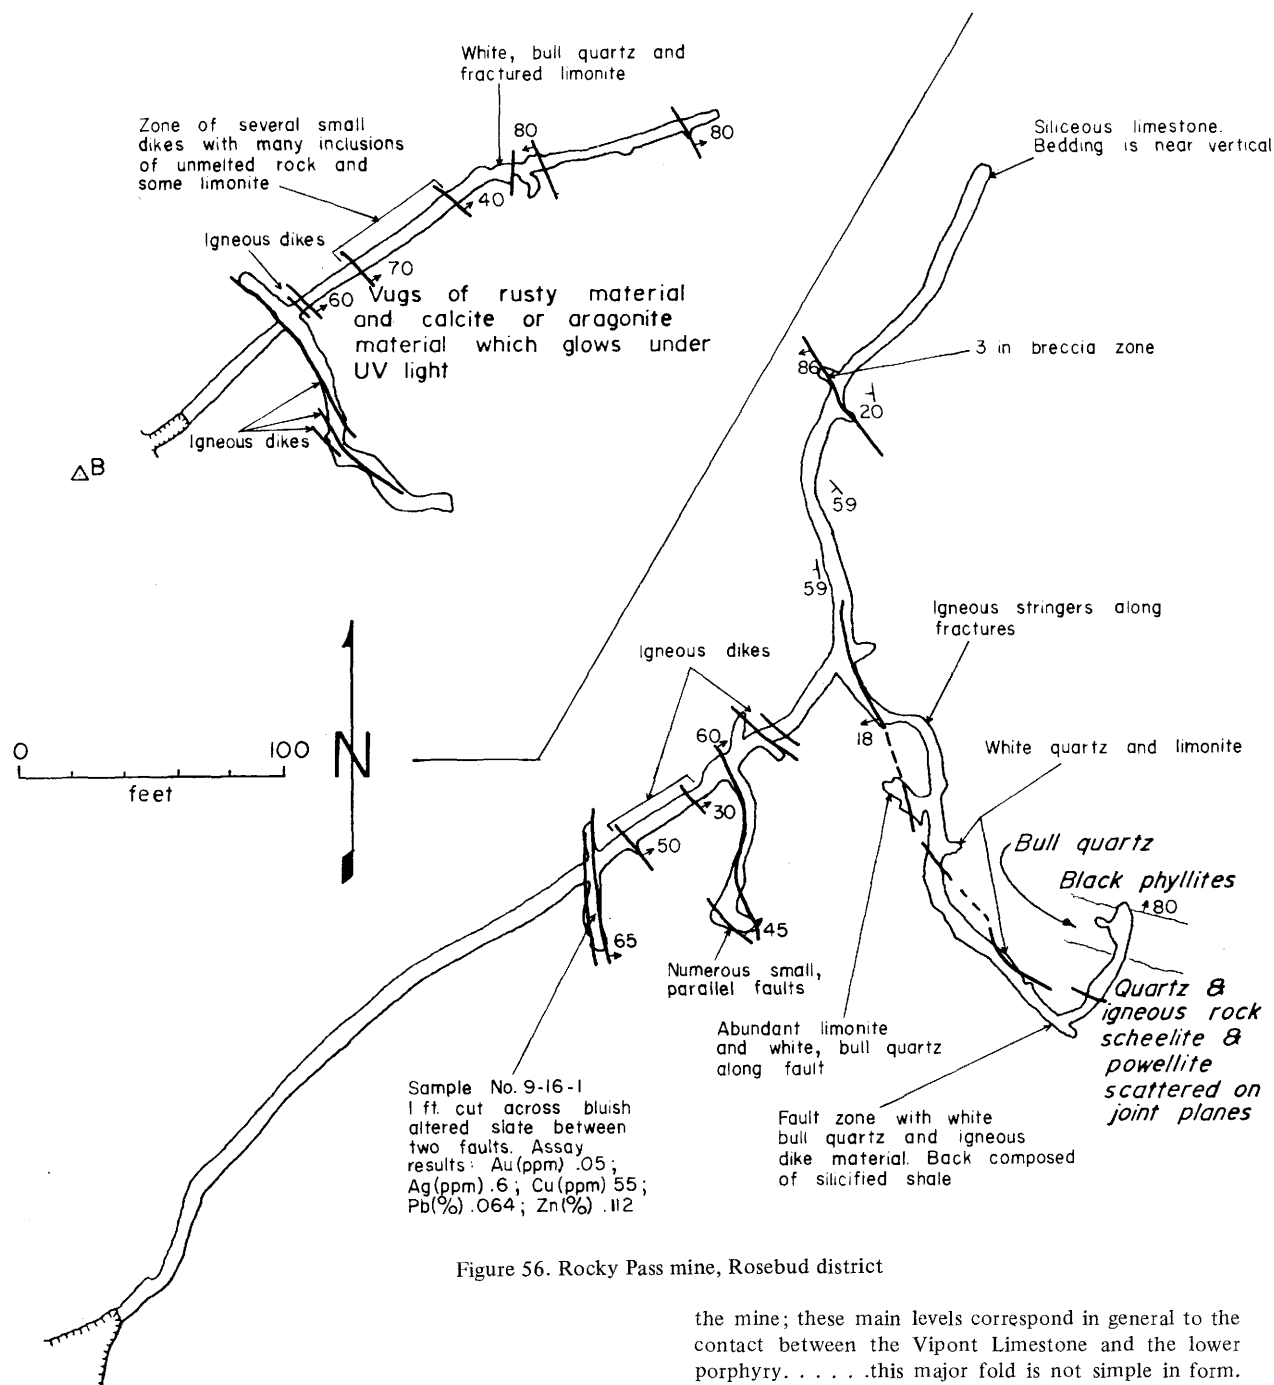 White, bull quartz and
fractured limonite
Zone of several small
dikes with many inclusions
of unmelted rock and
some limonite
80
80
40
Igneous dikes
70
60
Vugs of rusty material
and calcite or aragonite
material which glows under
UV light
Igneous dikes
B
Siliceous limestone.
Bedding is near vertical
3 in breccia zone
86
20
59
59
Igneous stringers along
fractures
Igneous dikes
0
100
feet
N
60
18
White quartz and limonite
30
50
Bull quartz
Black phyllites
80
65
45
Numerous small,
parallel faults
Quartz &
igneous rock
scheelite &
powellite
scattered on
joint planes
Abundant limonite
and white, bull quartz
along fault
Sample No. 9-16-1
1 ft. cut across bluish
altered slate between
two faults. Assay
results: Au(ppm) .05;
Ag(ppm) .6; Cu(ppm) 55;
Pb(%) .064; Zn(%) .112
Fault zone with white
bull quartz and igneous
dike material. Back composed
of silicified shale
Figure 56. Rocky Pass mine, Rosebud district
the mine; these main levels correspond in general to the
contact between the Vipont Limestone and the lower
porphyry. . . . . .this major fold is not simple in form.